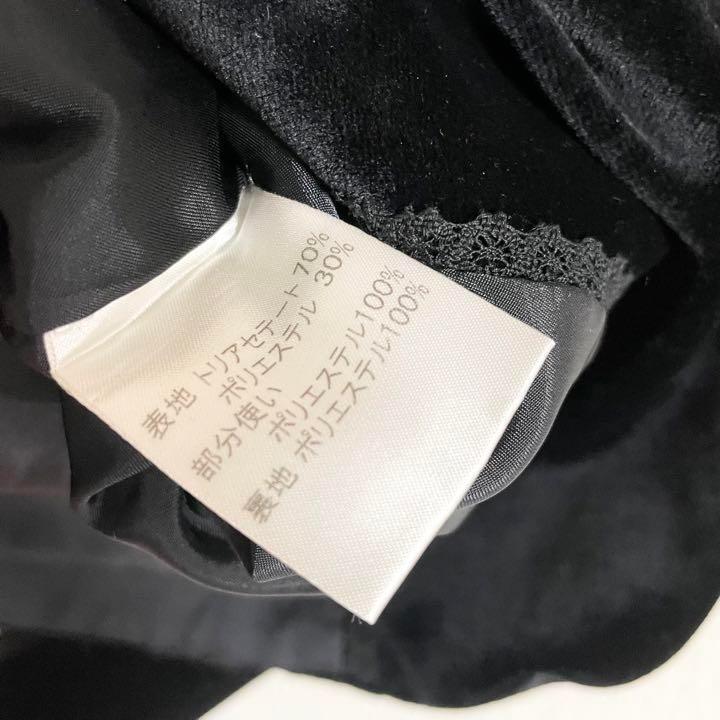 表地 トリアセテート 70%
ポリエステル 30%
部分使い
ポリエステル100%
裏地 ポリエステル100%